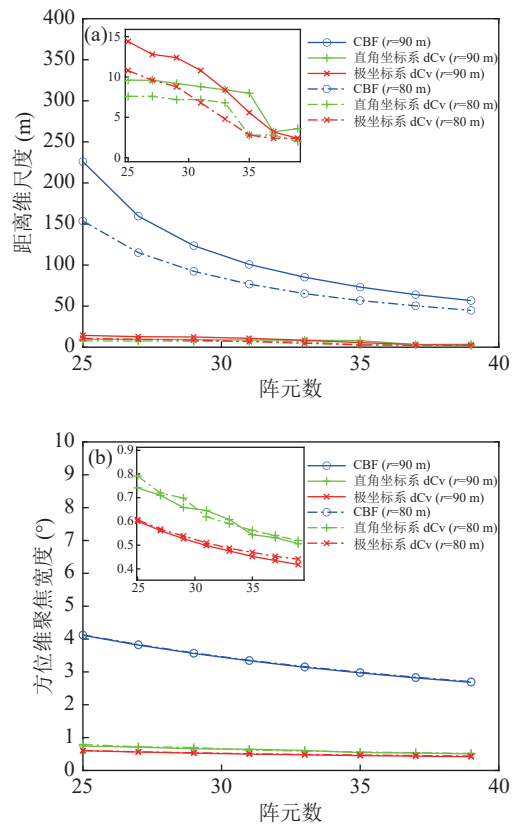 (a)
CBF (r=90 m)
直角坐标系 dCv (r=90 m)
极坐标系 dCv (r=90 m)
CBF (r=80 m)
直角坐标系 dCv (r=80 m)
极坐标系 dCv (r=80 m)
距离维尺度 (m)
400
350
300
250
200
150
100
50
0
15
10
5
0
25 30 35
25 30 35 40
阵元数
(b)
CBF (r=90 m)
直角坐标系 dCv (r=90 m)
极坐标系 dCv (r=90 m)
CBF (r=80 m)
直角坐标系 dCv (r=80 m)
极坐标系 dCv (r=80 m)
方位维聚焦宽度 (°)
10
9
8
7
6
5
4
3
2
1
0
0.9
0.8
0.7
0.6
0.5
0.4
25 30 35
25 30 35 40
阵元数